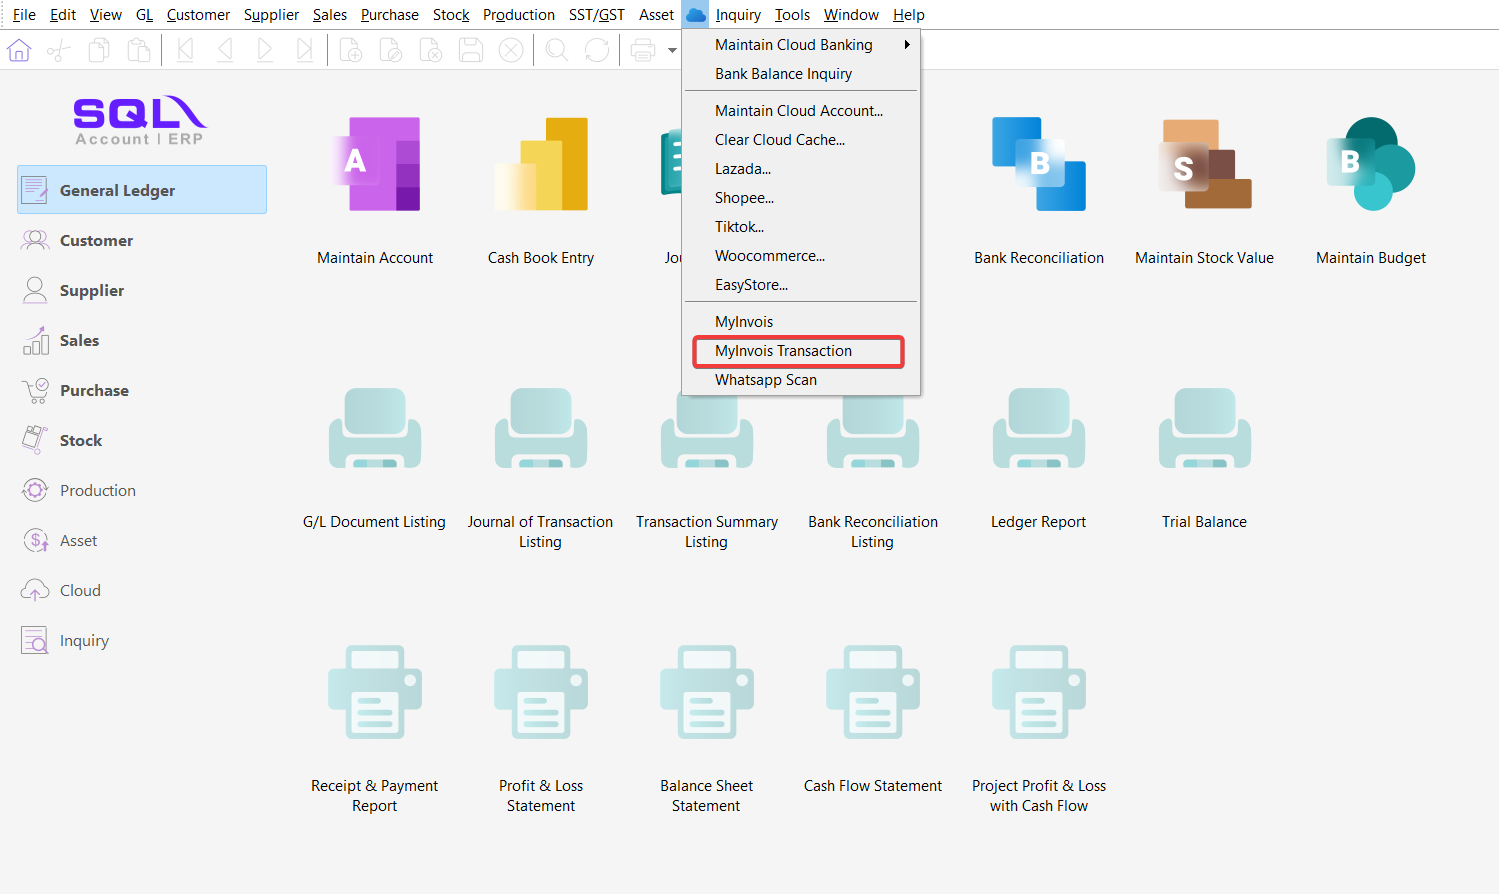 File Edit View GL Customer Supplier Sales Purchase Stock Production SST/GST Asset Inquiry Tools Window Help
Maintain Cloud Banking
Bank Balance Inquiry
Maintain Cloud Account...
Clear Cloud Cache...
Lazada...
Shopee...
Tiktok...
Woocommerce...
EasyStore...
MyInvois
MyInvois Transaction
Whatsapp Scan
SQL
Account | ERP
General Ledger
Customer
Supplier
Sales
Purchase
Stock
Production
Asset
Cloud
Inquiry
A
B
S
B
Maintain Account
Cash Book Entry
Bank Reconciliation
Maintain Stock Value
Maintain Budget
G/L Document Listing
Journal of Transaction
Listing
Transaction Summary
Listing
Bank Reconciliation
Listing
Ledger Report
Trial Balance
Receipt & Payment
Report
Profit & Loss
Statement
Balance Sheet
Statement
Cash Flow Statement
Project Profit & Loss
with Cash Flow